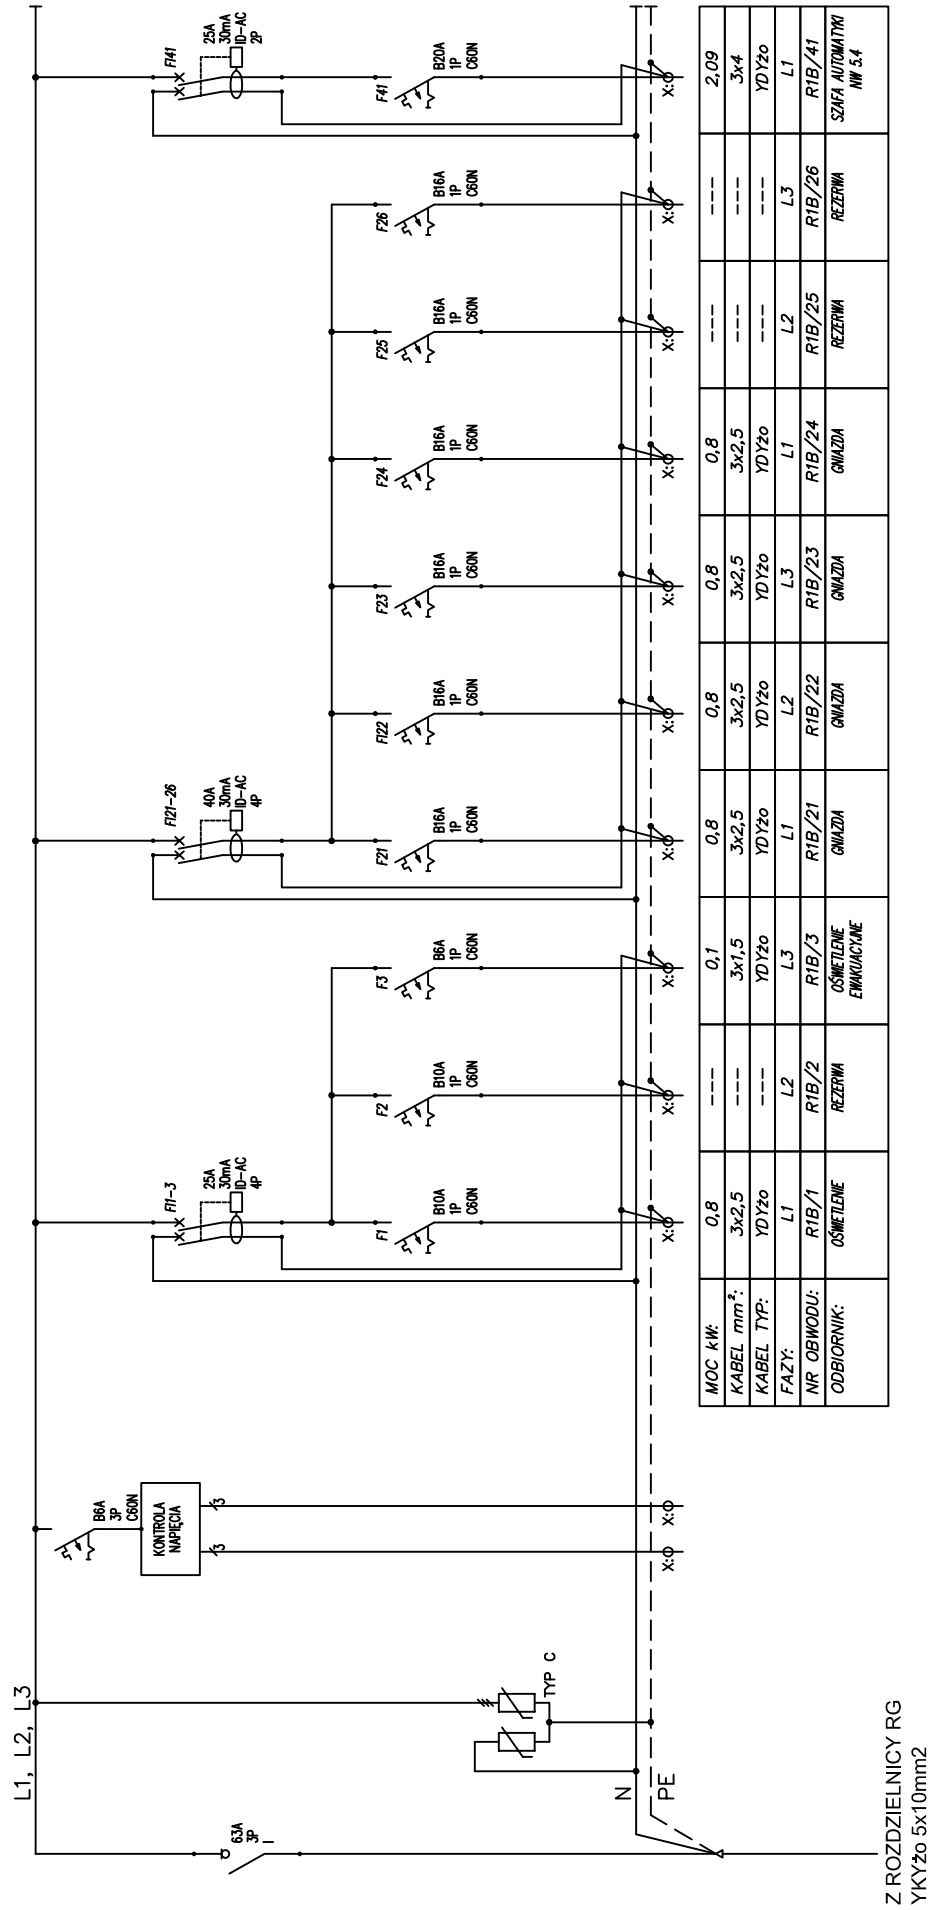 Z ROZDZIELNICY RG
YKYżo 5x10mm2
L1, L2, L3
63A
3P
N
PE
TYP C
B6A
3P
C60N
KONTROLA
NAPIĘCIA
3
3
X:
X:
FI1-3
25A
30mA
ID-AC
4P
F1
B10A
1P
C60N
X:
F2
B10A
1P
C60N
X:
F3
B6A
1P
C60N
X:
FI21-26
40A
30mA
ID-AC
4P
F21
B16A
1P
C60N
X:
FI22
B16A
1P
C60N
X:
F23
B16A
1P
C60N
X:
F24
B16A
1P
C60N
X:
F25
B16A
1P
C60N
X:
F26
B16A
1P
C60N
X:
FI41
25A
30mA
ID-AC
2P
F41
B20A
1P
C60N
X:
MOC kW: 0,8 ---- 0,1 0,8 0,8 0,8 0,8 ---- ---- 2,09
KABEL mm²: 3x2,5 ---- 3x1,5 3x2,5 3x2,5 3x2,5 3x2,5 ---- ---- 3x4
KABEL TYP: YDYżo ---- YDYżo YDYżo YDYżo YDYżo YDYżo ---- ---- YDYżo
FAZY: L1 L2 L3 L1 L2 L3 L1 L2 L3 L1
NR OBWODU: R1B/1 R1B/2 R1B/3 R1B/21 R1B/22 R1B/23 R1B/24 R1B/25 R1B/26 R1B/41
ODBIORNIK: OŚWIETLENIE REZERWA OŚWIETLENIE GNIAZDA GNIAZDA GNIAZDA GNIAZDA REZERWA REZERWA SZAFA AUTOMATYKI
EWAKUACYJNE NW 5.4